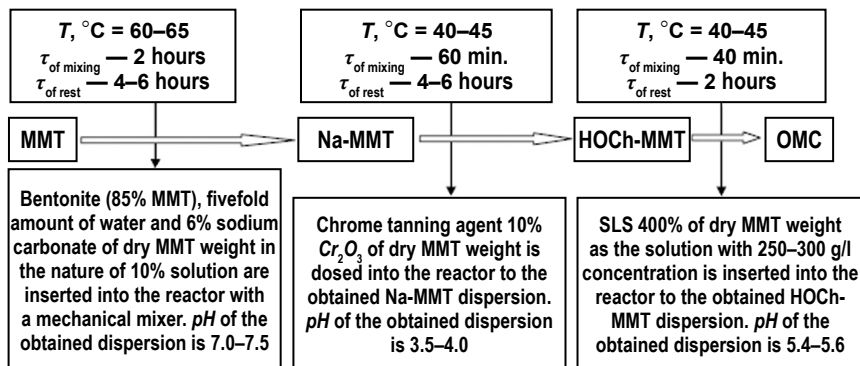 T, °C = 60–65
τ of mixing — 2 hours
τ of rest — 4–6 hours
T, °C = 40–45
τ of mixing — 60 min.
τ of rest — 4–6 hours
T, °C = 40–45
τ of mixing — 40 min.
τ of rest — 2 hours
MMT
Na-MMT
HOCh-MMT
OMC
Bentonite (85% MMT), fivefold
amount of water and 6% sodium
carbonate of dry MMT weight in
the nature of 10% solution are
inserted into the reactor with
a mechanical mixer. pH of the
obtained dispersion is 7.0–7.5
Chrome tanning agent 10%
Cr2O3 of dry MMT weight is
dosed into the reactor to the
obtained Na-MMT dispersion.
pH of the obtained dispersion
is 3.5–4.0
SLS 400% of dry MMT weight
as the solution with 250–300 g/l
concentration is inserted into the
reactor to the obtained HOCh-
MMT dispersion. pH of the
obtained dispersion is 5.4–5.6